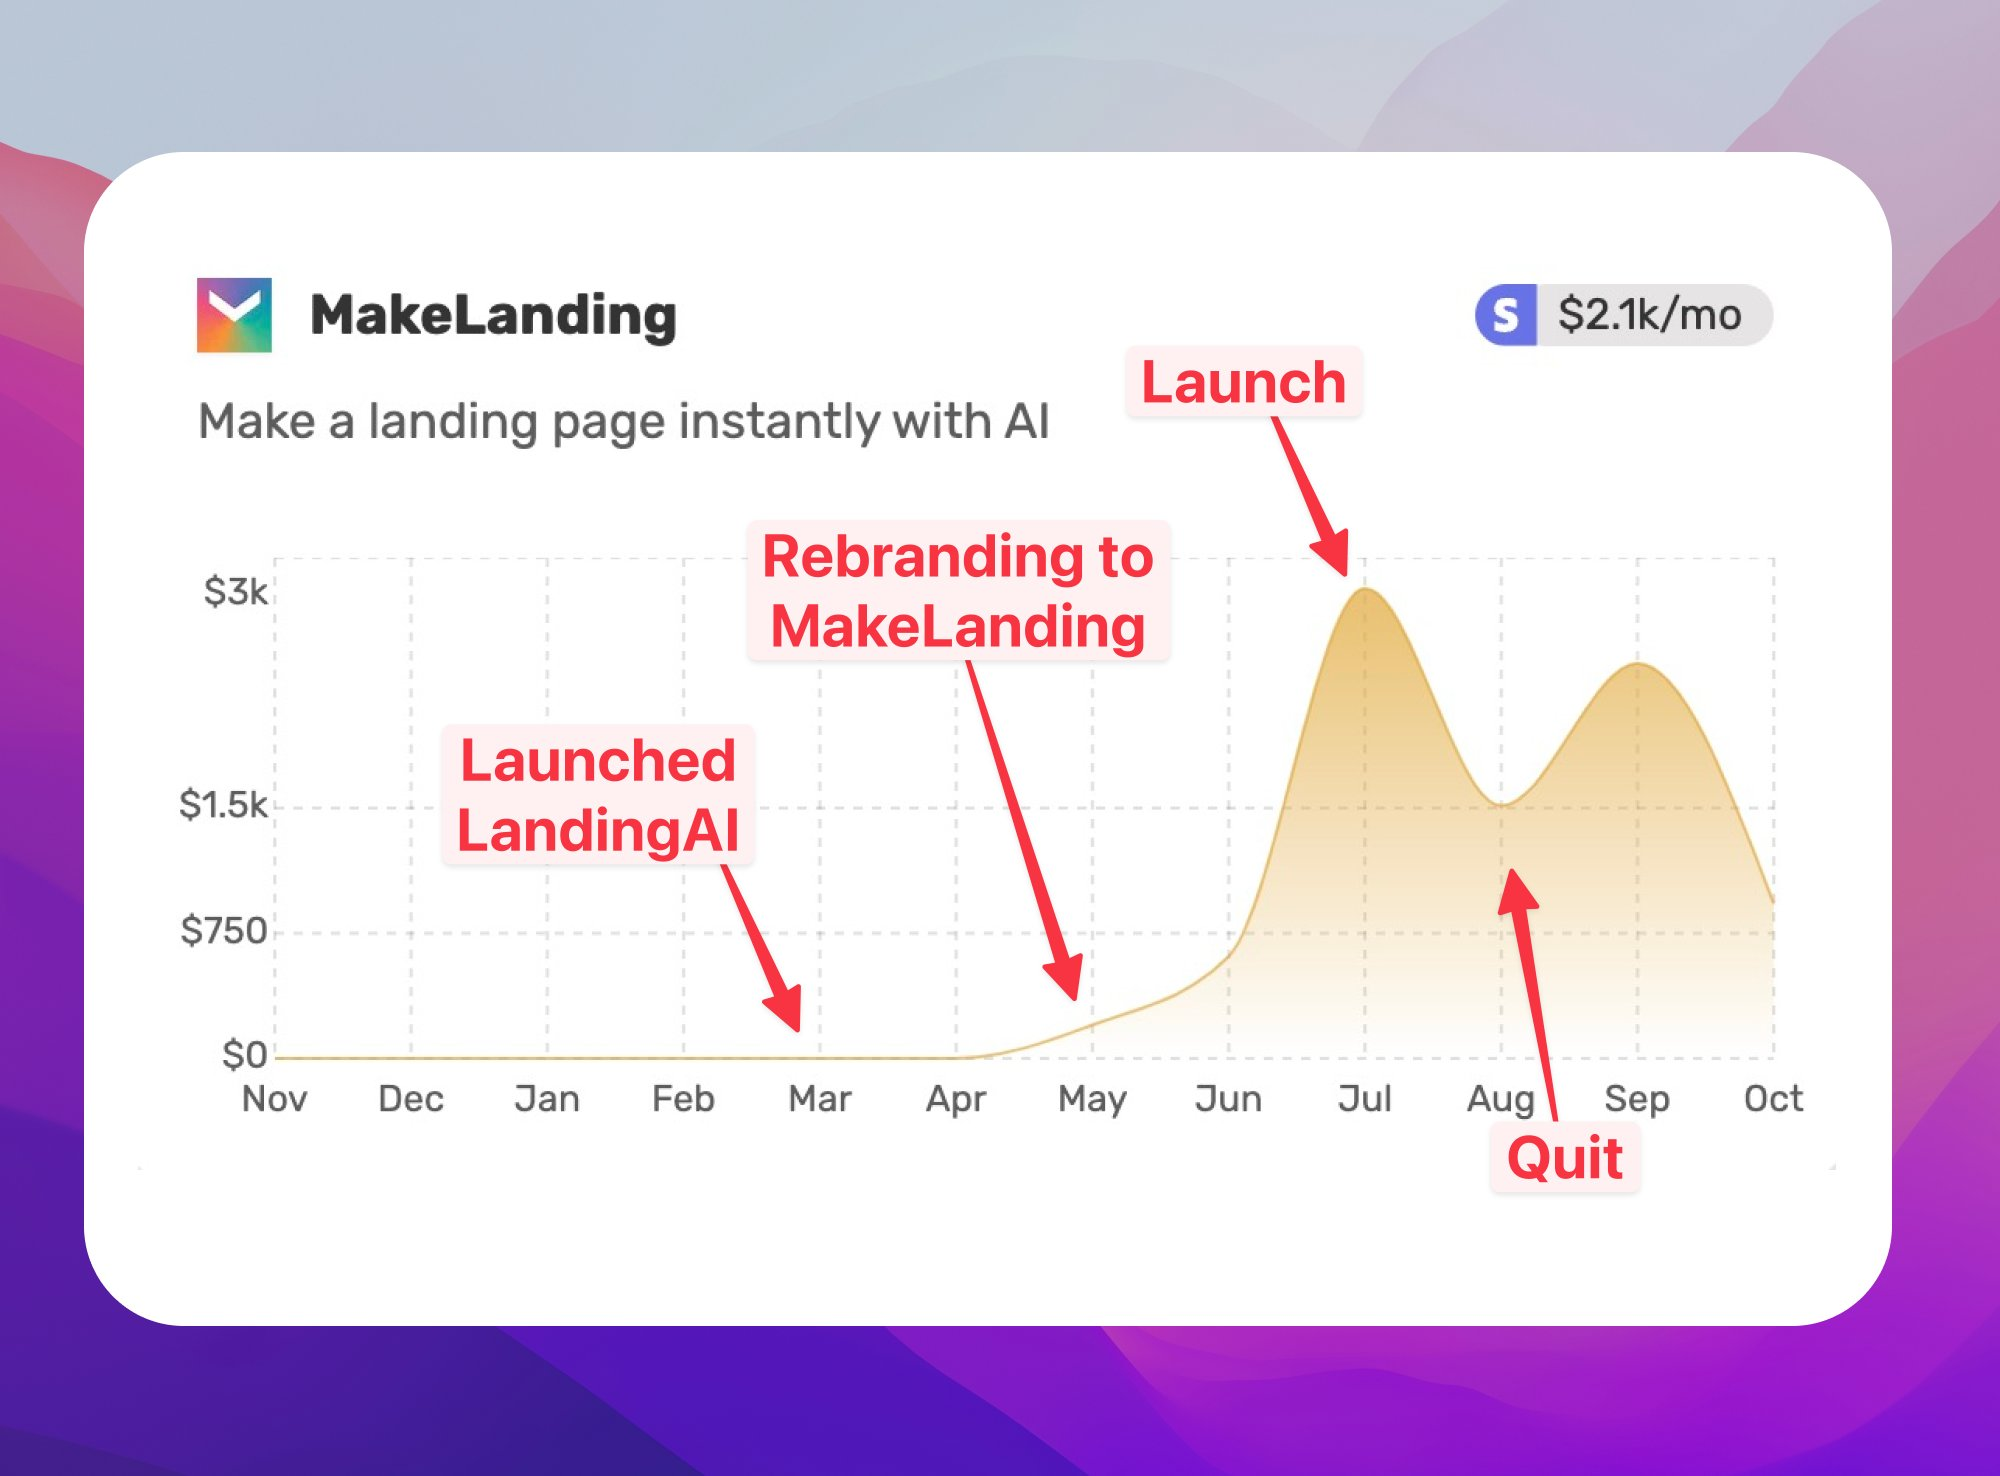 MakeLanding
S $2.1k/mo
Make a landing page instantly with AI
Launch
Rebranding to
MakeLanding
Launched
LandingAI
$3k
$1.5k
$750
$0
Nov Dec Jan Feb Mar Apr May Jun Jul Aug Sep Oct
Quit